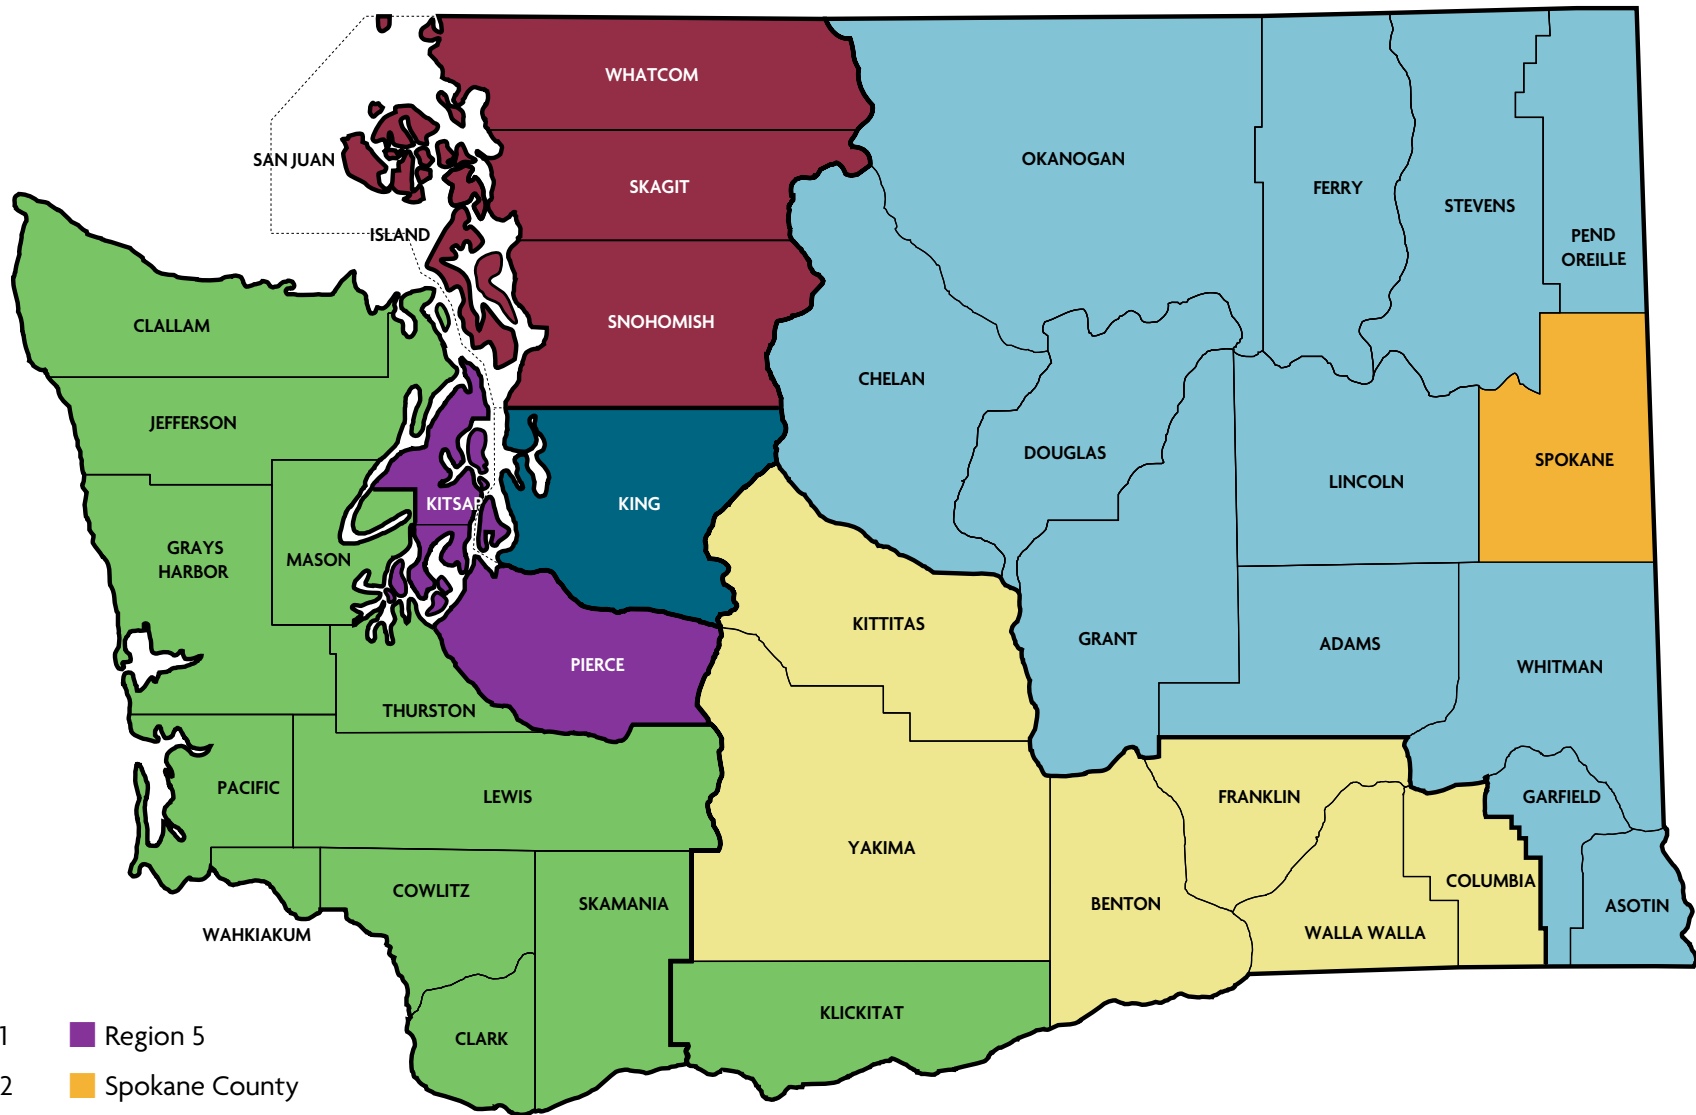 WHATCOM
OKANOGAN
SAN JUAN
SKAGIT
FERRY
STEVENS
ISLAND
PEND
OREILLE
CLALLAM
SNOHOMISH
CHELAN
JEFFERSON
DOUGLAS
SPOKANE
LINCOLN
KITSAP
KING
GRAYS
HARBOR
MASON
KITTITAS
GRANT
ADAMS
WHITMAN
PIERCE
THURSTON
PACIFIC
LEWIS
FRANKLIN
GARFIELD
YAKIMA
COLUMBIA
COWLITZ
SKAMANIA
BENTON
ASOTIN
WAHKIAKUM
WALLA WALLA
KLICKITAT
CLARK
1
Region 5
2
Spokane County